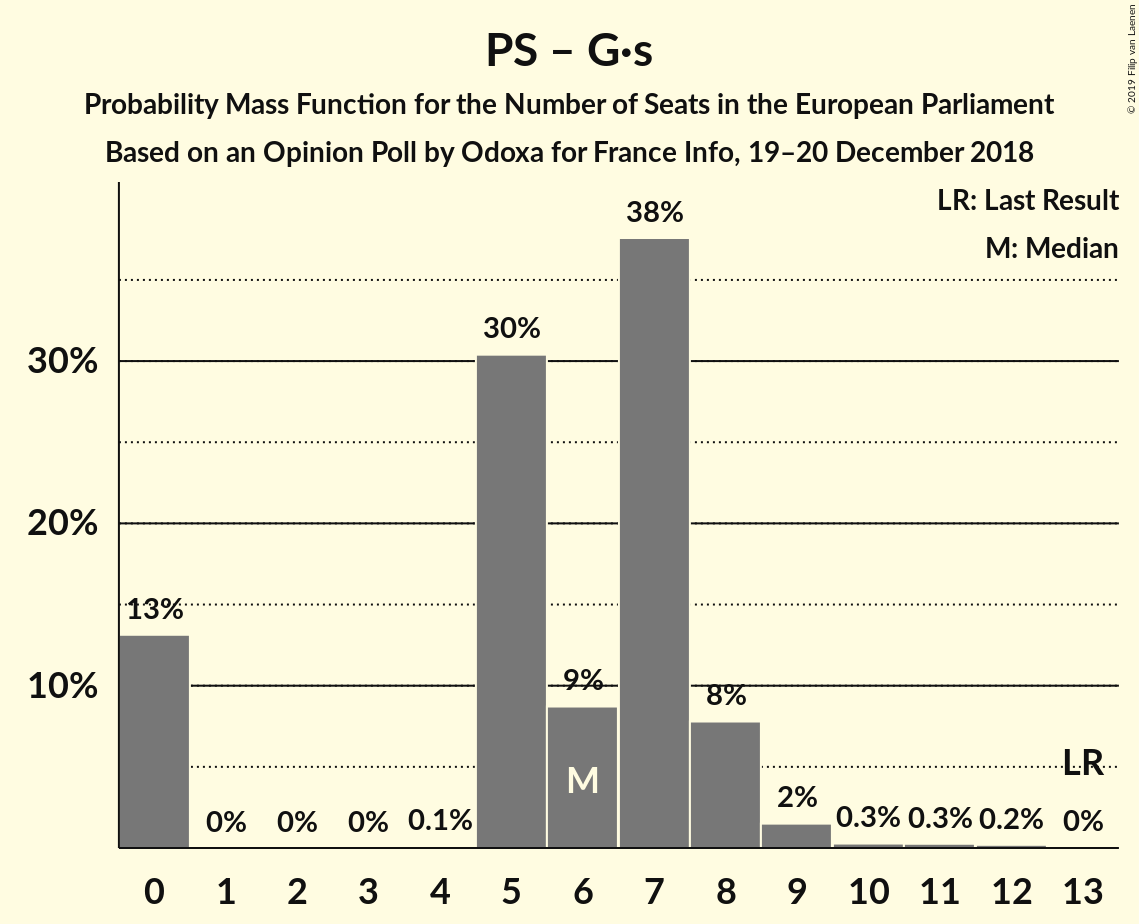 PS – G·s
Probability Mass Function for the Number of Seats in the European Parliament
Based on an Opinion Poll by Odoxa for France Info, 19–20 December 2018
© 2019 Filip van Laenen
LR: Last Result
M: Median
38%
30%
30%
20%
13%
10%
9%
8%
M
LR
0% 0% 0% 0.1% 2% 0.3% 0.3% 0.2% 0%
0 1 2 3 4 5 6 7 8 9 10 11 12 13